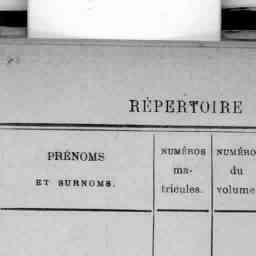 RÉPERTOIRE
PRÉNOMS
ET SURNOMS.
NUMÉROS
ma-
tricules.
NUMÉRO
du
volume